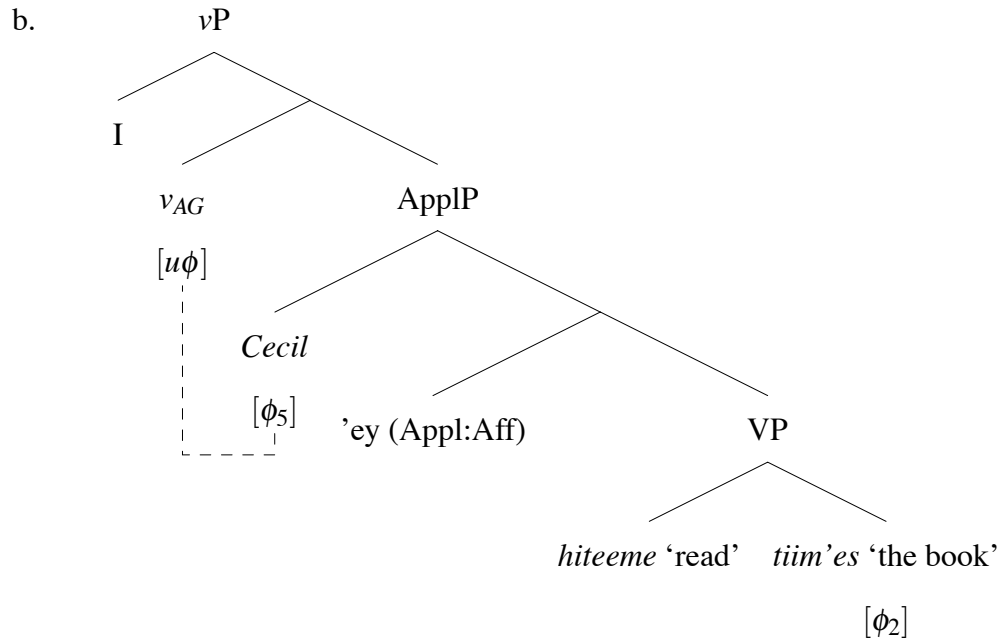 b. vP
I
v_AG ApplP
[uϕ]
Cecil
[ϕ₅] ’ey (Appl:Aff) VP
hiteeme ‘read’ tiim’es ‘the book’
[ϕ₂]